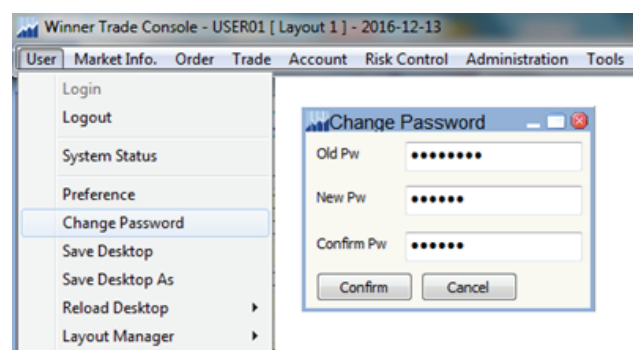 Winner Trade Console - USER01 [ Layout 1 ] - 2016-12-13
User Market Info. Order Trade Account Risk Control Administration Tools
Login
Logout
System Status
Preference
Change Password
Save Desktop
Save Desktop As
Reload Desktop
Layout Manager
Change Password
Old Pw ••••••••
New Pw ••••••
Confirm Pw ••••••
Confirm Cancel